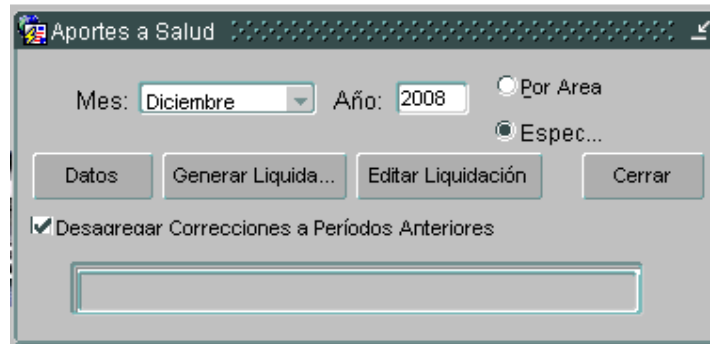 Aportes a Salud
Mes: Diciembre Año: 2008 Por Area
Espec...
Datos Generar Liquida... Editar Liquidación Cerrar
Desagregar Correcciones a Períodos Anteriores